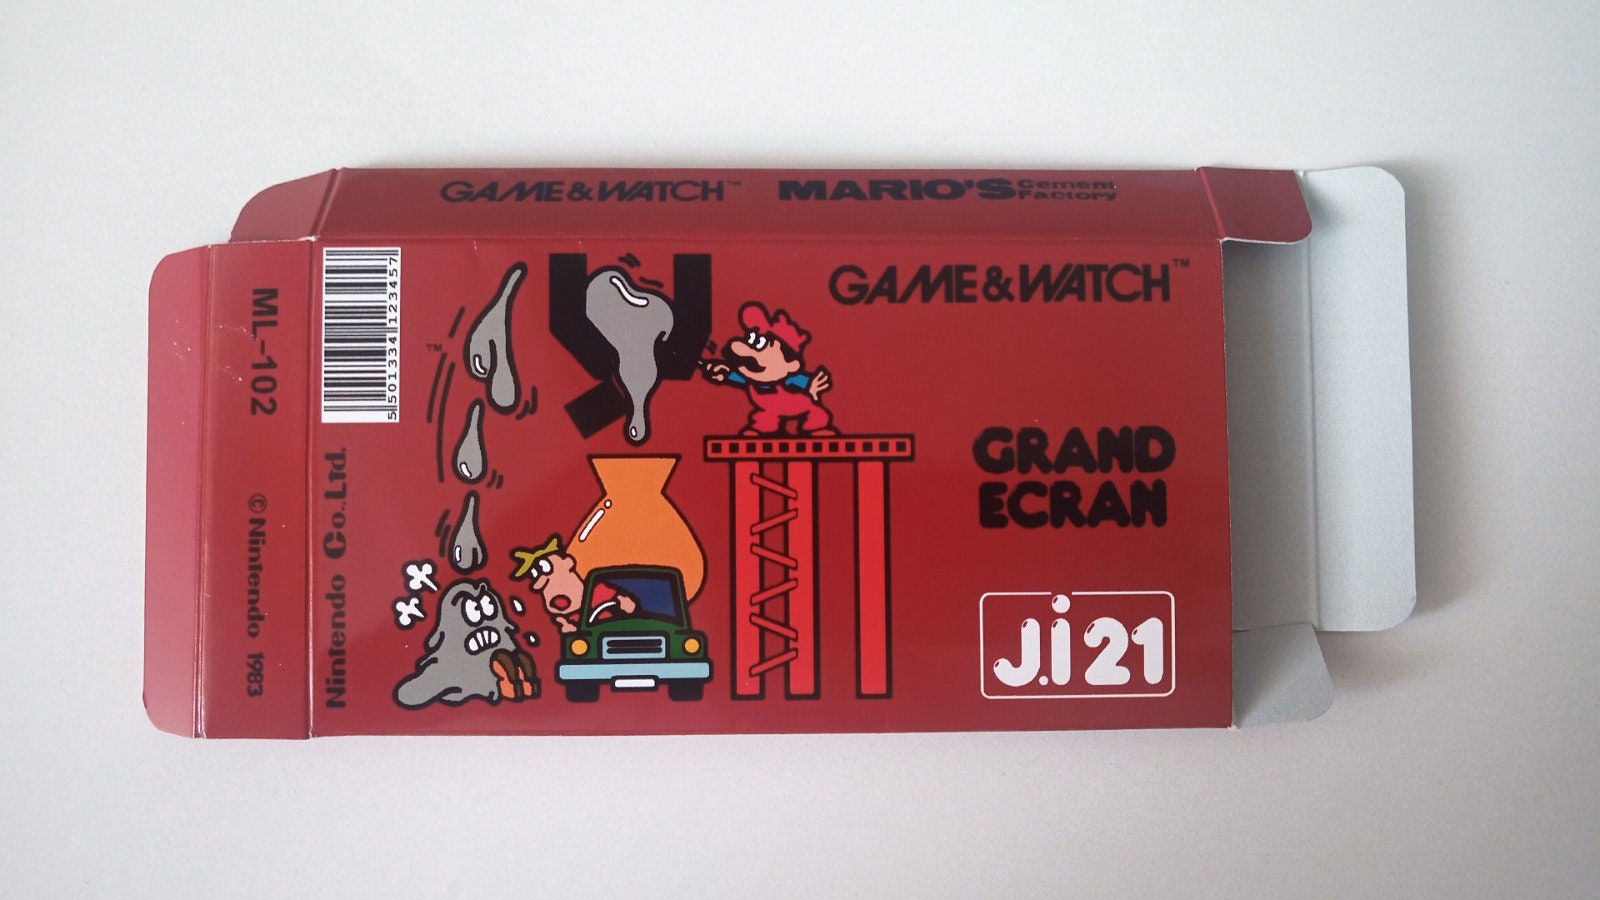 GAME&WATCH™ MARIO'S Cement Factory
GAME&WATCH™
GRAND
ECRAN
J.i 21
™
5 501334 123457
Nintendo Co.,Ltd.
ML-102
©Nintendo 1983